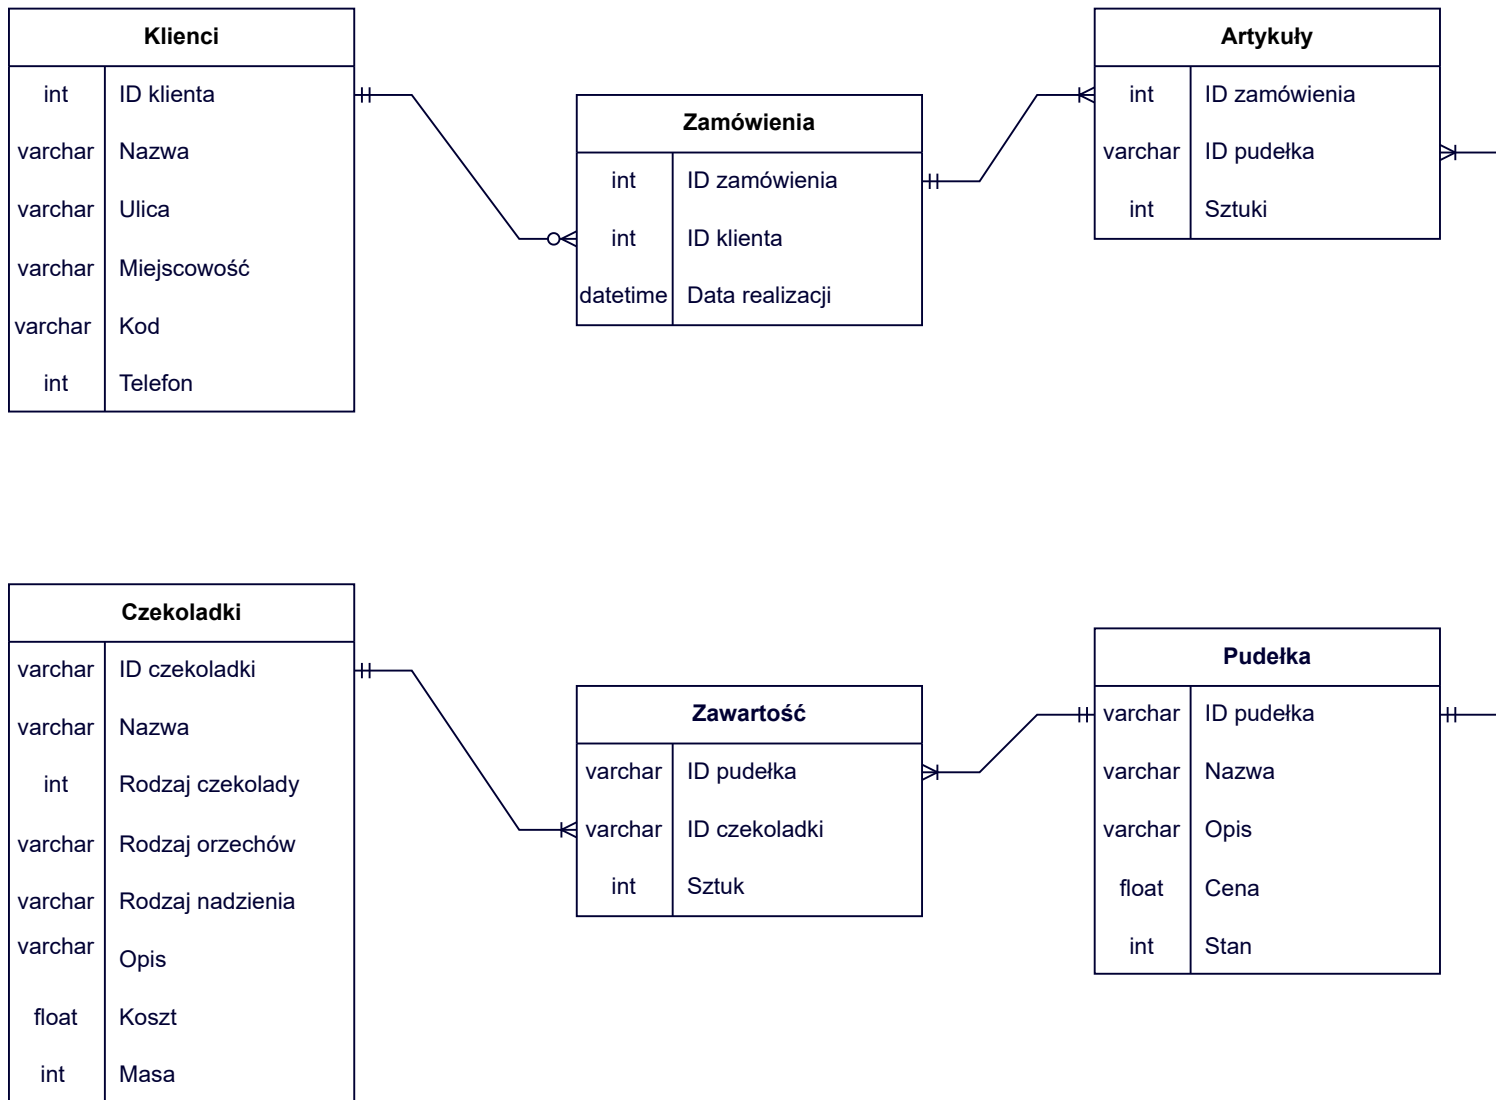 Klienci
int ID klienta
varchar Nazwa
varchar Ulica
varchar Miejscowość
varchar Kod
int Telefon
Zamówienia
int ID zamówienia
int ID klienta
datetime Data realizacji
Artykuły
int ID zamówienia
varchar ID pudełka
int Sztuki
Czekoladki
varchar ID czekoladki
varchar Nazwa
int Rodzaj czekolady
varchar Rodzaj orzechów
varchar Rodzaj nadzienia
varchar Opis
float Koszt
int Masa
Zawartość
varchar ID pudełka
varchar ID czekoladki
int Sztuk
Pudełka
varchar ID pudełka
varchar Nazwa
varchar Opis
float Cena
int Stan